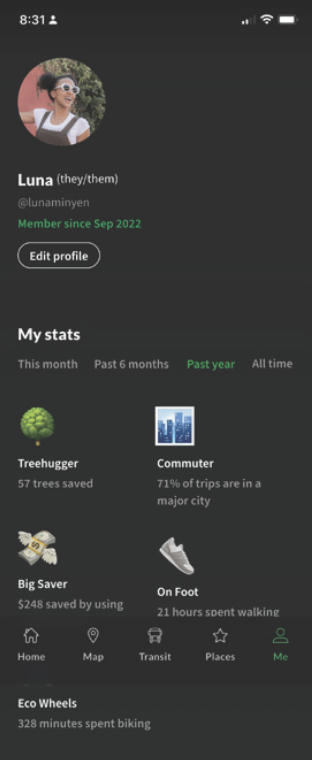 8:31
Luna (they/them)
@lunaminyen
Member since Sep 2022
Edit profile
My stats
This month Past 6 months Past year All time
Treehugger
57 trees saved
Commuter
71% of trips are in a
major city
Big Saver
$248 saved by using
On Foot
21 hours spent walking
Home Map Transit Places Me
Eco Wheels
328 minutes spent biking